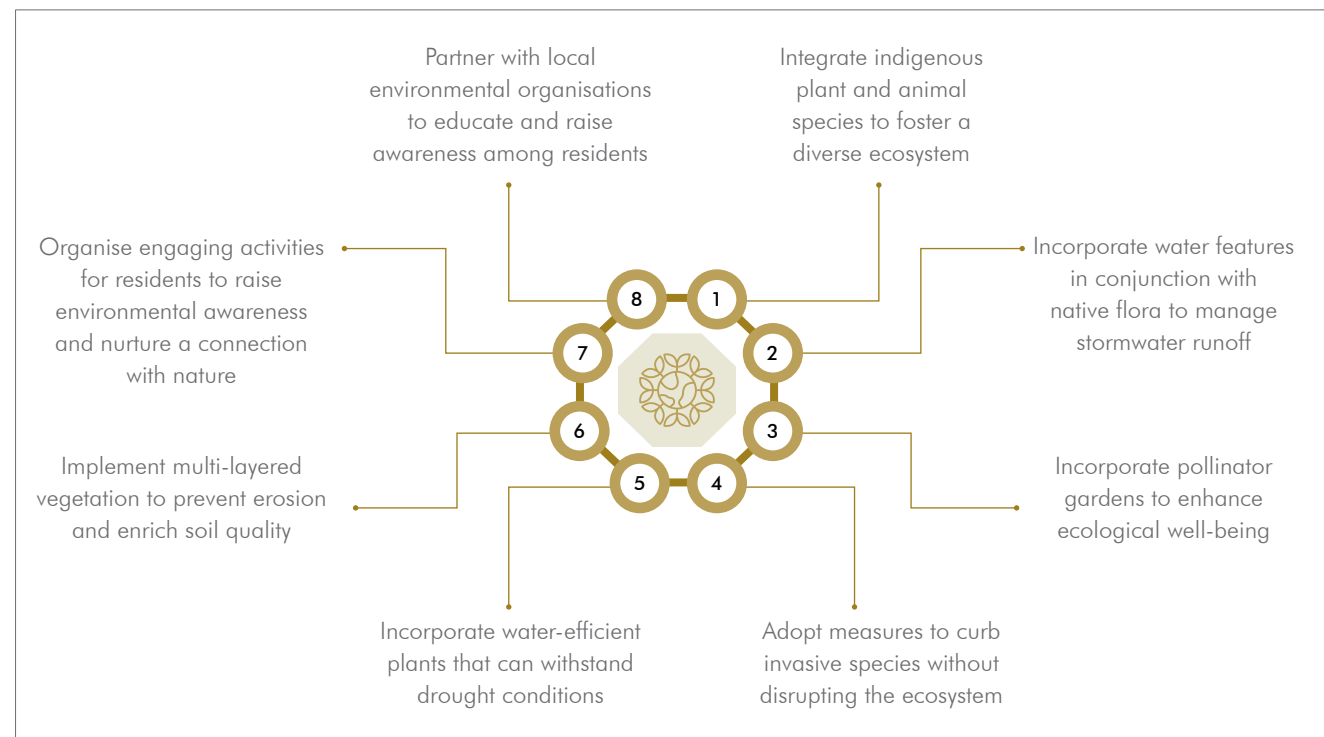 1
Integrate indigenous
plant and animal
species to foster a
diverse ecosystem
2
Incorporate water features
in conjunction with
native flora to manage
stormwater runoff
3
Incorporate pollinator
gardens to enhance
ecological well-being
4
Adopt measures to curb
invasive species without
disrupting the ecosystem
5
Incorporate water-efficient
plants that can withstand
drought conditions
6
Implement multi-layered
vegetation to prevent erosion
and enrich soil quality
7
Organise engaging activities
for residents to raise
environmental awareness
and nurture a connection
with nature
8
Partner with local
environmental organisations
to educate and raise
awareness among residents